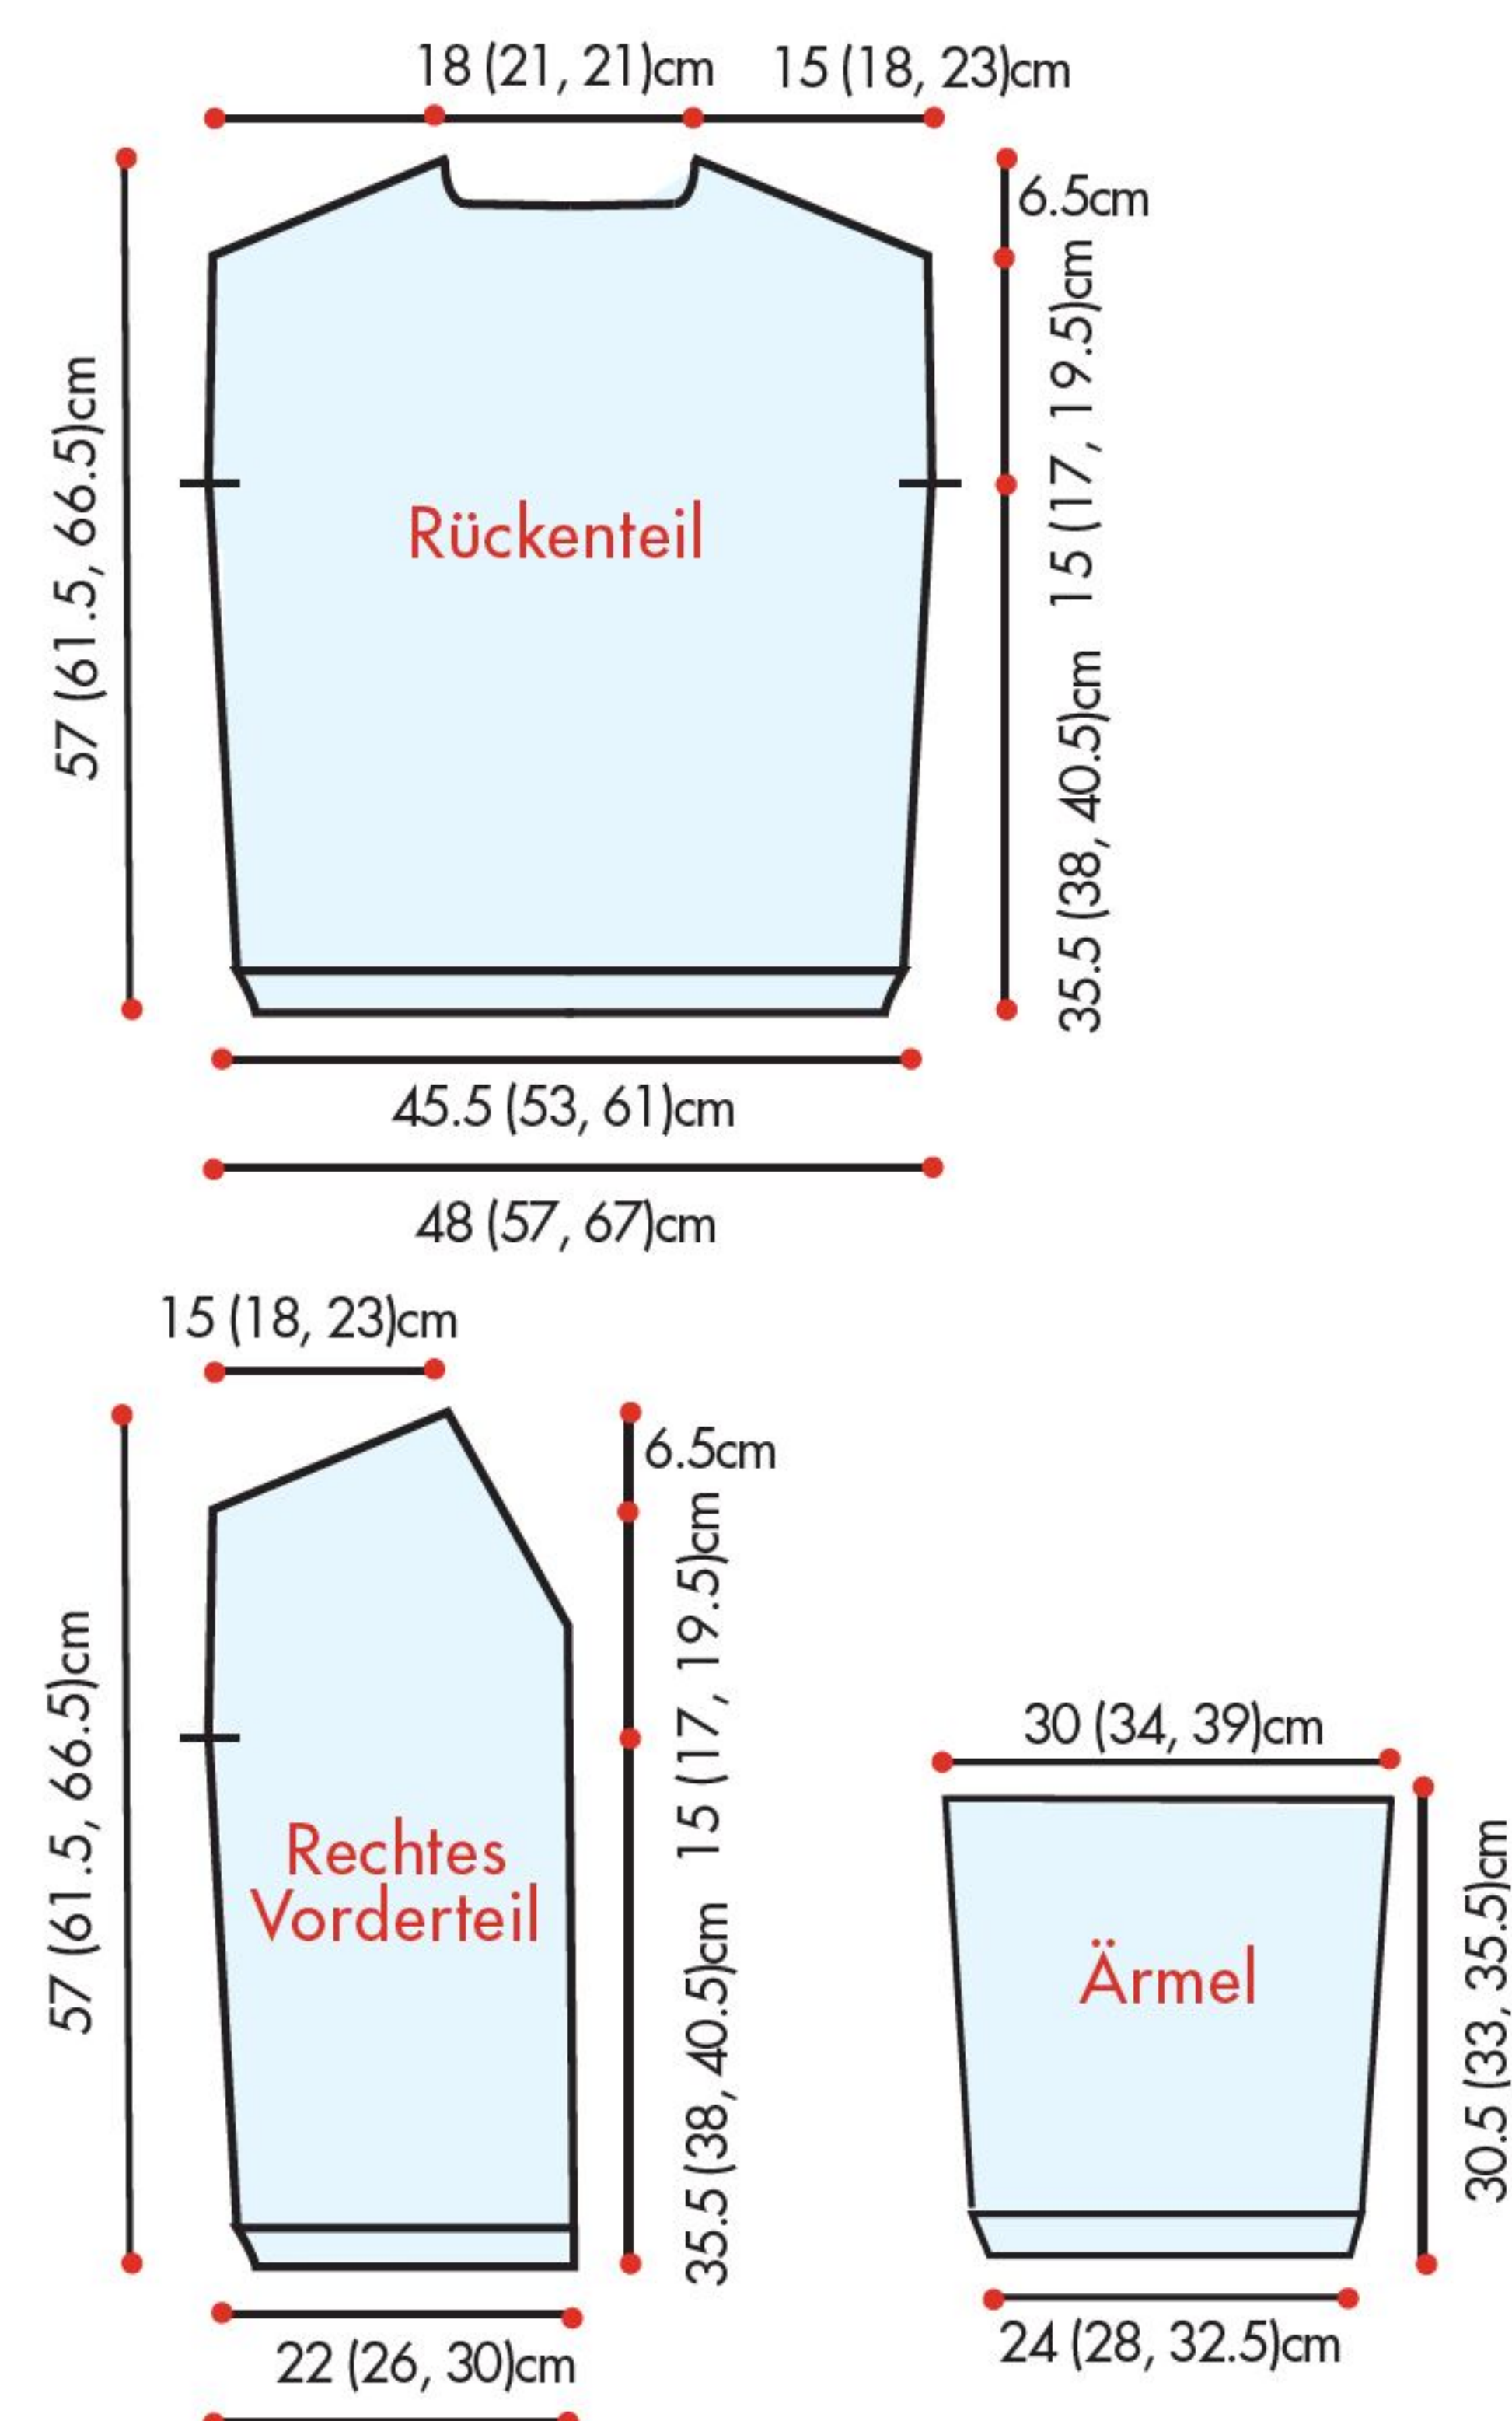 18 (21, 21)cm
15 (18, 23)cm
6.5cm
15 (17, 19.5)cm
35.5 (38, 40.5)cm
57 (61.5, 66.5)cm
Rückenteil
45.5 (53, 61)cm
48 (57, 67)cm
15 (18, 23)cm
6.5cm
15 (17, 19.5)cm
35.5 (38, 40.5)cm
57 (61.5, 66.5)cm
Rechtes
Vorderteil
22 (26, 30)cm
30 (34, 39)cm
Ärmel
30.5 (33, 35.5)cm
24 (28, 32.5)cm